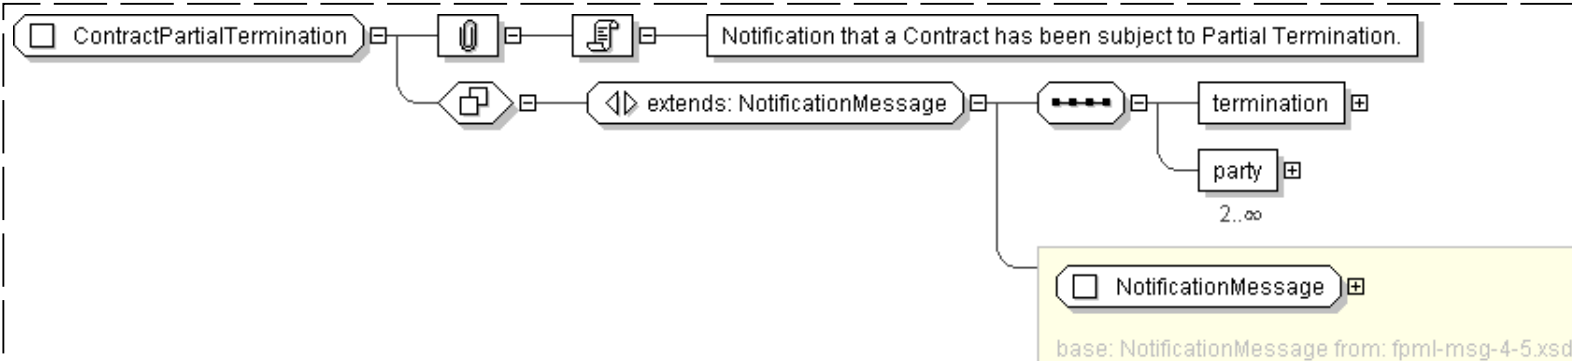 ContractPartialTermination
Notification that a Contract has been subject to Partial Termination.
extends: NotificationMessage
termination
party
2..∞
NotificationMessage
base: NotificationMessage from: fpml-msg-4-5.xsd